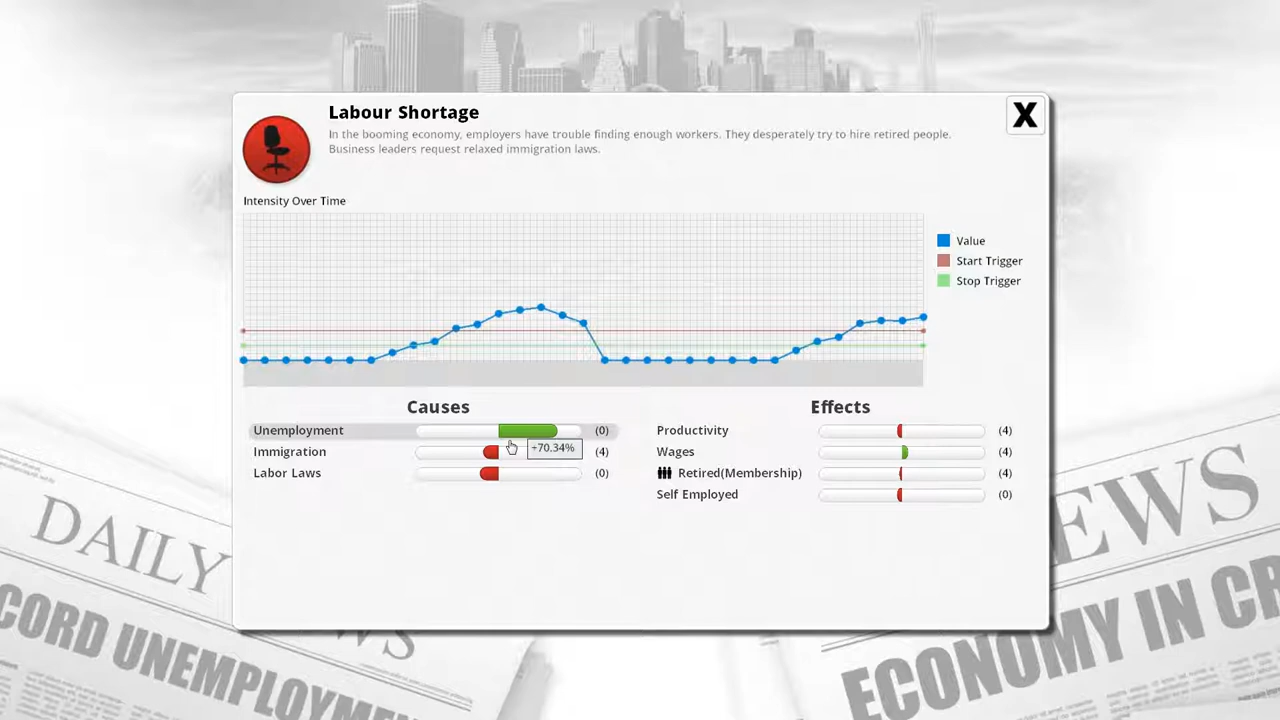 Labour Shortage
X
In the booming economy, employers have trouble finding enough workers. They desperately try to hire retired people.
Business leaders request relaxed immigration laws.
Intensity Over Time
Value
Start Trigger
Stop Trigger
Causes
Unemployment (0)
+70.34%
Immigration (4)
Labor Laws (0)
Effects
Productivity (4)
Wages (4)
Retired(Membership) (4)
Self Employed (0)
DAILY
NEWS
EWS
CORD UNEMPLOYME
ECONOMY IN CR